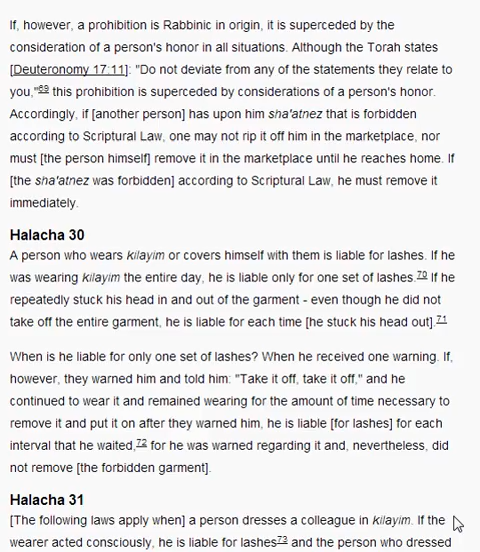 If, however, a prohibition is Rabbinic in origin, it is superceded by the
consideration of a person's honor in all situations. Although the Torah states
[Deuteronomy 17:11]: "Do not deviate from any of the statements they relate to
you,"69 this prohibition is superceded by considerations of a person's honor.
Accordingly, if [another person] has upon him sha'atnez that is forbidden
according to Scriptural Law, one may not rip it off him in the marketplace, nor
must [the person himself] remove it in the marketplace until he reaches home. If
[the sha'atnez was forbidden] according to Scriptural Law, he must remove it
immediately.
Halacha 30
A person who wears kilayim or covers himself with them is liable for lashes. If he
was wearing kilayim the entire day, he is liable only for one set of lashes.70 If he
repeatedly stuck his head in and out of the garment - even though he did not
take off the entire garment, he is liable for each time [he stuck his head out].71
When is he liable for only one set of lashes? When he received one warning. If,
however, they warned him and told him: "Take it off, take it off," and he
continued to wear it and remained wearing for the amount of time necessary to
remove it and put it on after they warned him, he is liable [for lashes] for each
interval that he waited,72 for he was warned regarding it and, nevertheless, did
not remove [the forbidden garment].
Halacha 31
[The following laws apply when] a person dresses a colleague in kilayim. If the
wearer acted consciously, he is liable for lashes73 and the person who dressed